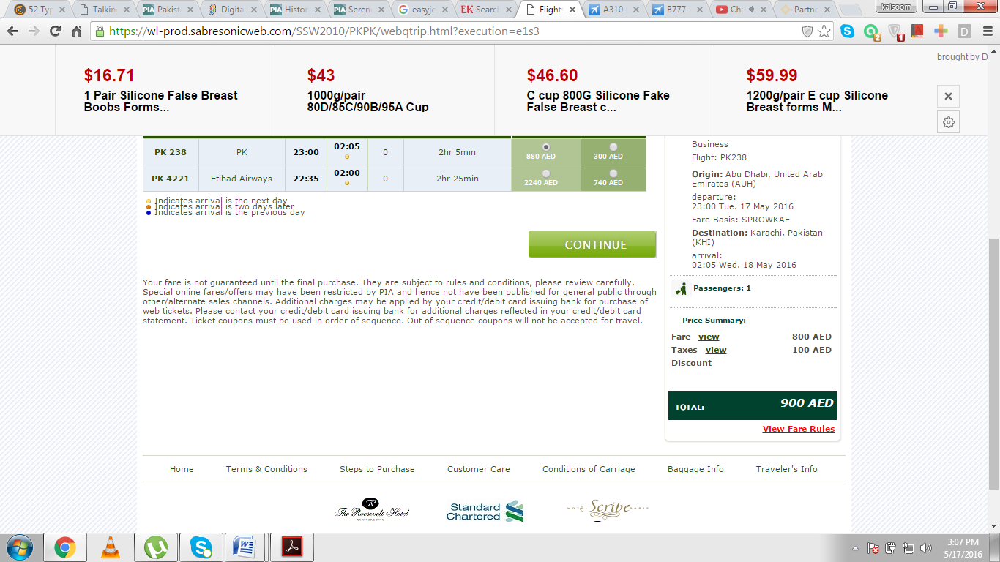 52 Typ
Talkin
Pakist
Digita
Histor
Seren
easyje
EK Search
Flights
A310
B777-
Cha
Partne
kalsoom
https://wl-prod.sabresonicweb.com/SSW2010/PKPK/webqtrip.html?execution=e1s3
brought by D
$16.71
1 Pair Silicone False Breast
Boobs Forms...
$43
1000g/pair
80D/85C/90B/95A Cup
$46.60
C cup 800G Silicone Fake
False Breast c...
$59.99
1200g/pair E cup Silicone
Breast forms M...
PK 238 PK 23:00 02:05 0 2hr 5min 880 AED 300 AED
PK 4221 Etihad Airways 22:35 02:00 0 2hr 25min 2240 AED 740 AED
Indicates arrival is the next day
Indicates arrival is two days later
Indicates arrival is the previous day
CONTINUE
Your fare is not guaranteed until the final purchase. They are subject to rules and conditions, please review carefully.
Special online fares/offers may have been restricted by PIA and hence not have been published for general public through
other/alternate sales channels. Additional charges may be applied by your credit/debit card issuing bank for purchase of
web tickets. Please contact your credit/debit card issuing bank for additional charges reflected in your credit/debit card
statement. Ticket coupons must be used in order of sequence. Out of sequence coupons will not be accepted for travel.
Business
Flight: PK238
Origin: Abu Dhabi, United Arab
Emirates (AUH)
departure:
23:00 Tue. 17 May 2016
Fare Basis: SPROWKAE
Destination: Karachi, Pakistan
(KHI)
arrival:
02:05 Wed. 18 May 2016
Passengers: 1
Price Summary:
Fare view 800 AED
Taxes view 100 AED
Discount
TOTAL: 900 AED
View Fare Rules
Home Terms & Conditions Steps to Purchase Customer Care Conditions of Carriage Baggage Info Traveler's Info
The Roosevelt Hotel
NEW YORK CITY
Standard
Chartered
HOTEL Scribe PARIS
3:07 PM
5/17/2016